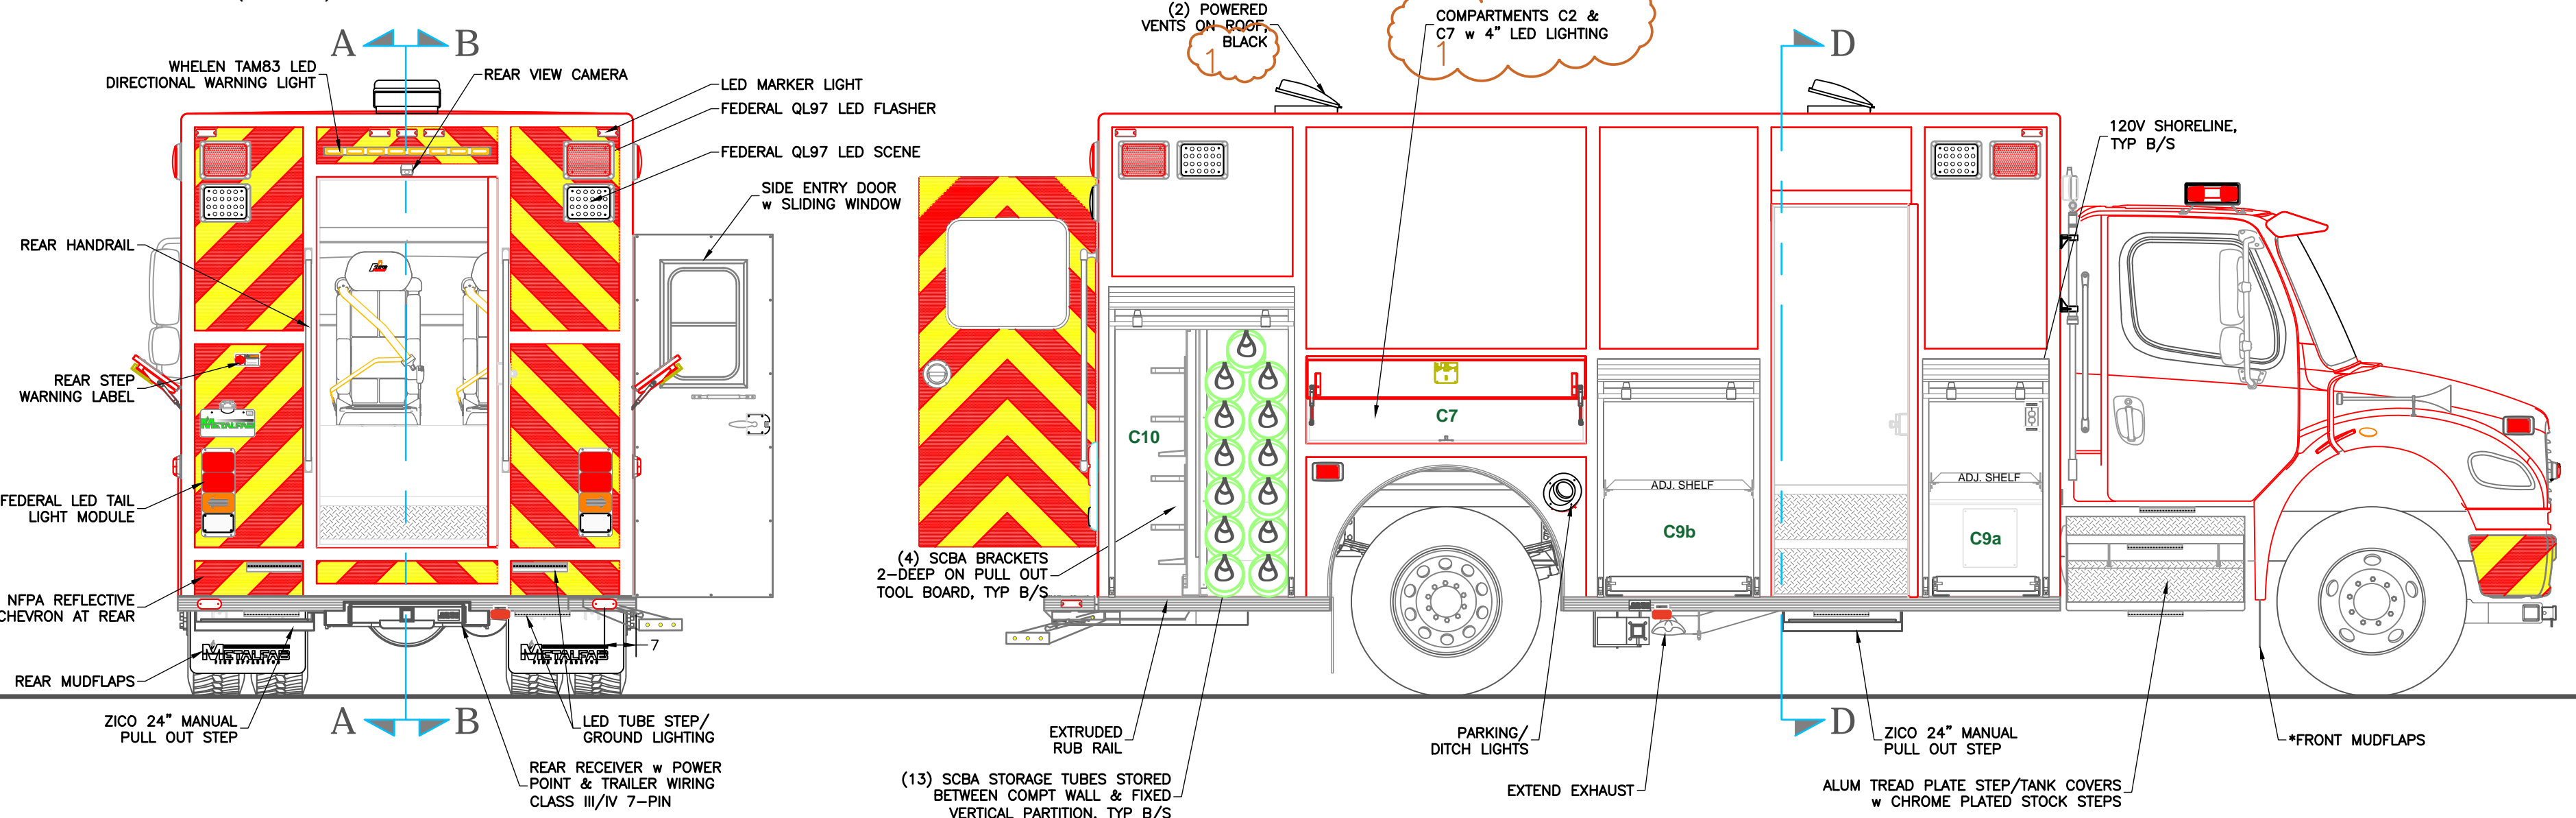 (2) POWERED
VENTS ON ROOF,
BLACK
1
COMPARTMENTS C2 &
C7 w 4" LED LIGHTING
1
A
B
D
WHELEN TAM83 LED
DIRECTIONAL WARNING LIGHT
REAR VIEW CAMERA
LED MARKER LIGHT
FEDERAL QL97 LED FLASHER
FEDERAL QL97 LED SCENE
SIDE ENTRY DOOR
w SLIDING WINDOW
120V SHORELINE,
TYP B/S
REAR HANDRAIL
REAR STEP
WARNING LABEL
METALFAB
FEDERAL LED TAIL
LIGHT MODULE
NFPA REFLECTIVE
CHEVRON AT REAR
REAR MUDFLAPS
METALFAB
METALFAB
7
C10
C7
ADJ. SHELF
C9b
ADJ. SHELF
C9a
(4) SCBA BRACKETS
2-DEEP ON PULL OUT
TOOL BOARD, TYP B/S
A
B
D
ZICO 24" MANUAL
PULL OUT STEP
LED TUBE STEP/
GROUND LIGHTING
REAR RECEIVER w POWER
POINT & TRAILER WIRING
CLASS III/IV 7-PIN
EXTRUDED
RUB RAIL
(13) SCBA STORAGE TUBES STORED
BETWEEN COMPT WALL & FIXED
VERTICAL PARTITION, TYP B/S
PARKING/
DITCH LIGHTS
EXTEND EXHAUST
ZICO 24" MANUAL
PULL OUT STEP
ALUM TREAD PLATE STEP/TANK COVERS
w CHROME PLATED STOCK STEPS
*FRONT MUDFLAPS